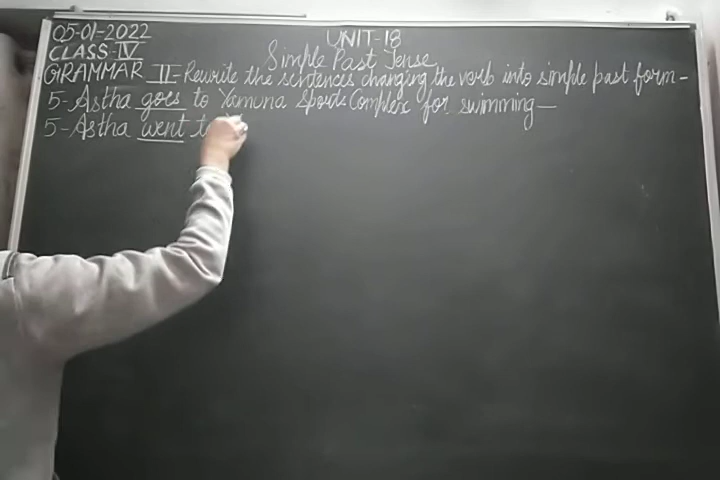 05-01-2022
UNIT-18
CLASS-IV
Simple Past Tense
GRAMMAR II-Rewrite the sentences changing the verb into simple past form-
5-Astha goes to Yamuna Sports Complex for swimming-
5-Astha went to